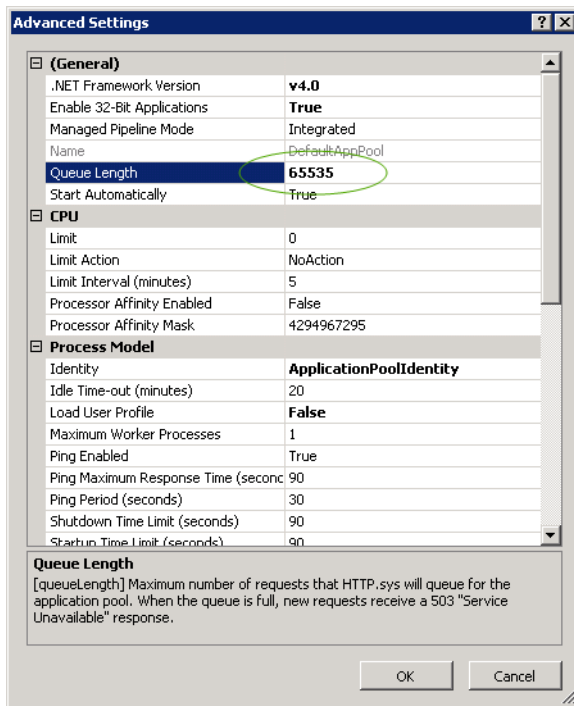 Advanced Settings
(General)
.NET Framework Version v4.0
Enable 32-Bit Applications True
Managed Pipeline Mode Integrated
Name DefaultAppPool
Queue Length 65535
Start Automatically True
CPU
Limit 0
Limit Action NoAction
Limit Interval (minutes) 5
Processor Affinity Enabled False
Processor Affinity Mask 4294967295
Process Model
Identity ApplicationPoolIdentity
Idle Time-out (minutes) 20
Load User Profile False
Maximum Worker Processes 1
Ping Enabled True
Ping Maximum Response Time (seconc 90
Ping Period (seconds) 30
Shutdown Time Limit (seconds) 90
Startup Time Limit (seconds) 90
Queue Length
[queueLength] Maximum number of requests that HTTP.sys will queue for the
application pool. When the queue is full, new requests receive a 503 "Service
Unavailable" response.
OK Cancel